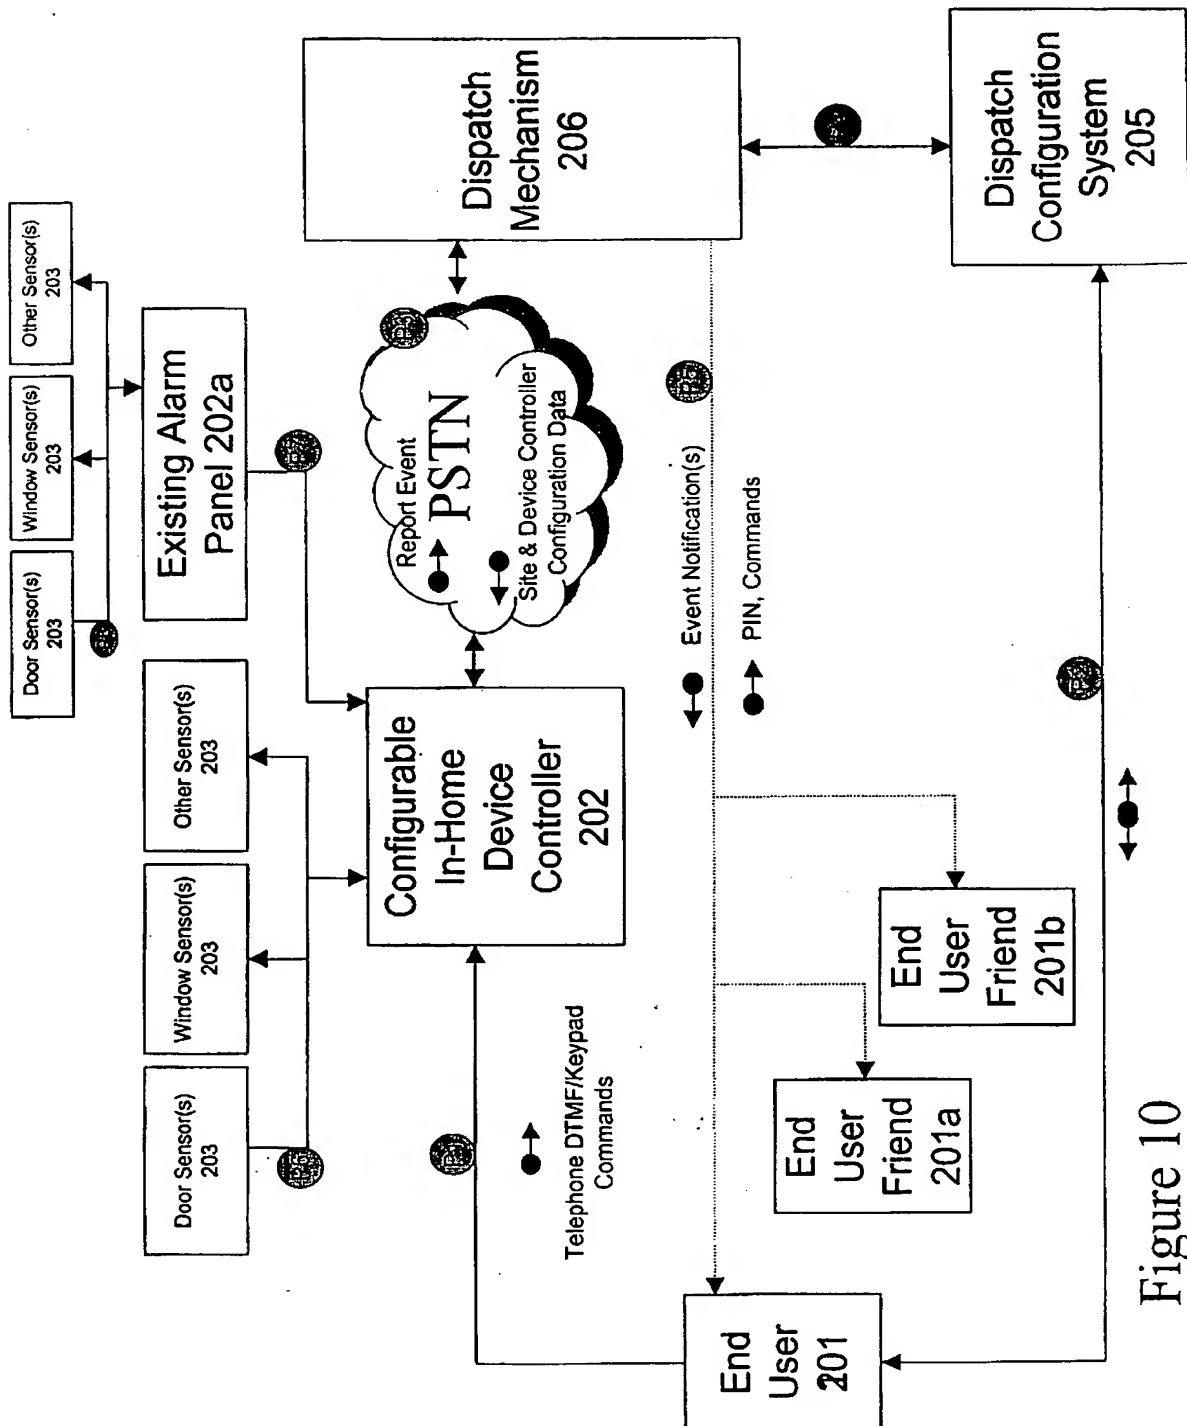 Door Sensor(s)
203
Window Sensor(s)
203
Other Sensor(s)
203
Door Sensor(s)
203
Window Sensor(s)
203
Other Sensor(s)
203
Existing Alarm
Panel 202a
Configurable
In-Home
Device
Controller
202
Report Event
PSTN
Site & Device Controller
Configuration Data
Dispatch
Mechanism
206
Telephone DTMF/Keypad
Commands
Event Notification(s)
PIN, Commands
End
User
201
End
User
Friend
201a
End
User
Friend
201b
Dispatch
Configuration
System
205
Figure 10